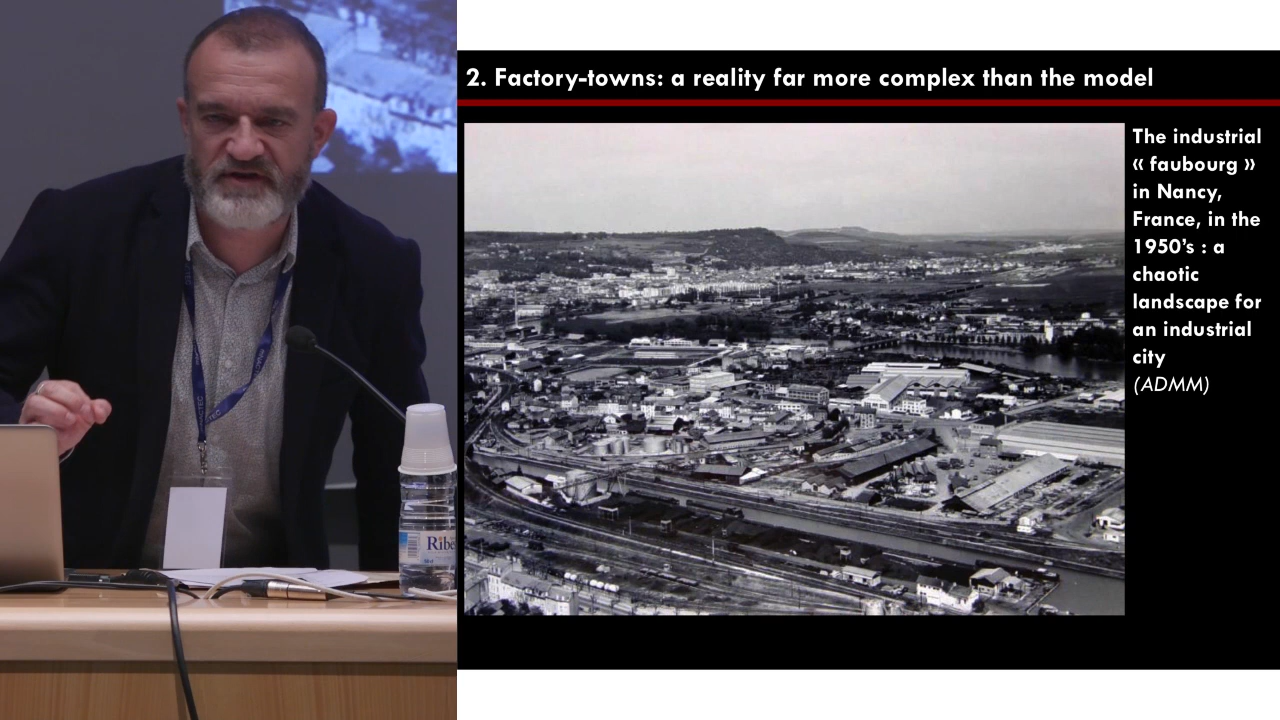 2. Factory-towns: a reality far more complex than the model
The industrial
« faubourg »
in Nancy,
France, in the
1950’s : a
chaotic
landscape for
an industrial
city
(ADMM)